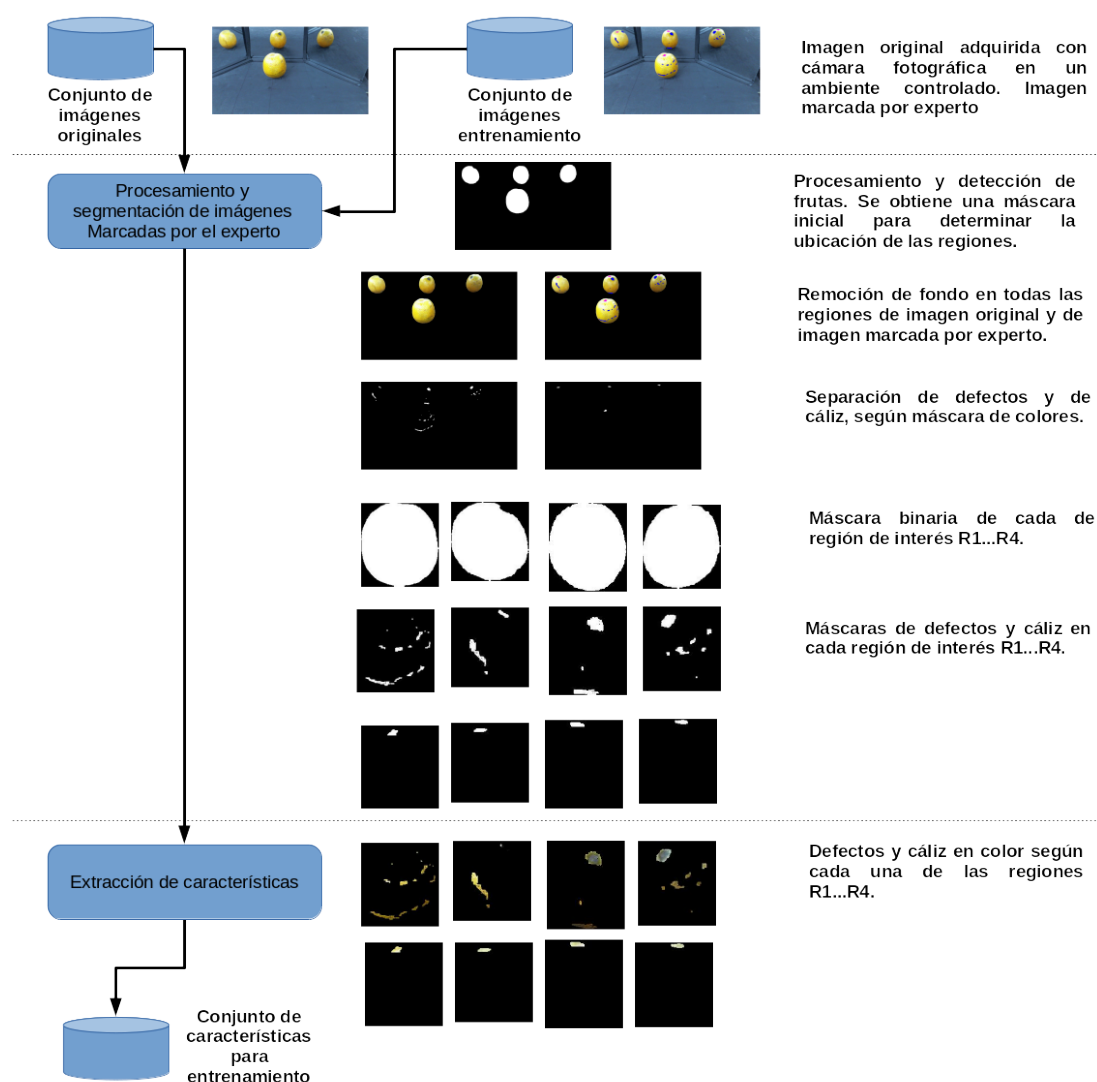 Conjunto de
imágenes
originales
Conjunto de
imágenes
entrenamiento
Imagen original adquirida con
cámara fotográfica en un
ambiente controlado. Imagen
marcada por experto
Procesamiento y
segmentación de imágenes
Marcadas por el experto
Procesamiento y detección de
frutas. Se obtiene una máscara
inicial para determinar la
ubicación de las regiones.
Remoción de fondo en todas las
regiones de imagen original y de
imagen marcada por experto.
Separación de defectos y de
cáliz, según máscara de colores.
Máscara binaria de cada de
región de interés R1...R4.
Máscaras de defectos y cáliz en
cada región de interés R1...R4.
Extracción de características
Defectos y cáliz en color según
cada una de las regiones
R1...R4.
Conjunto de
características
para
entrenamiento